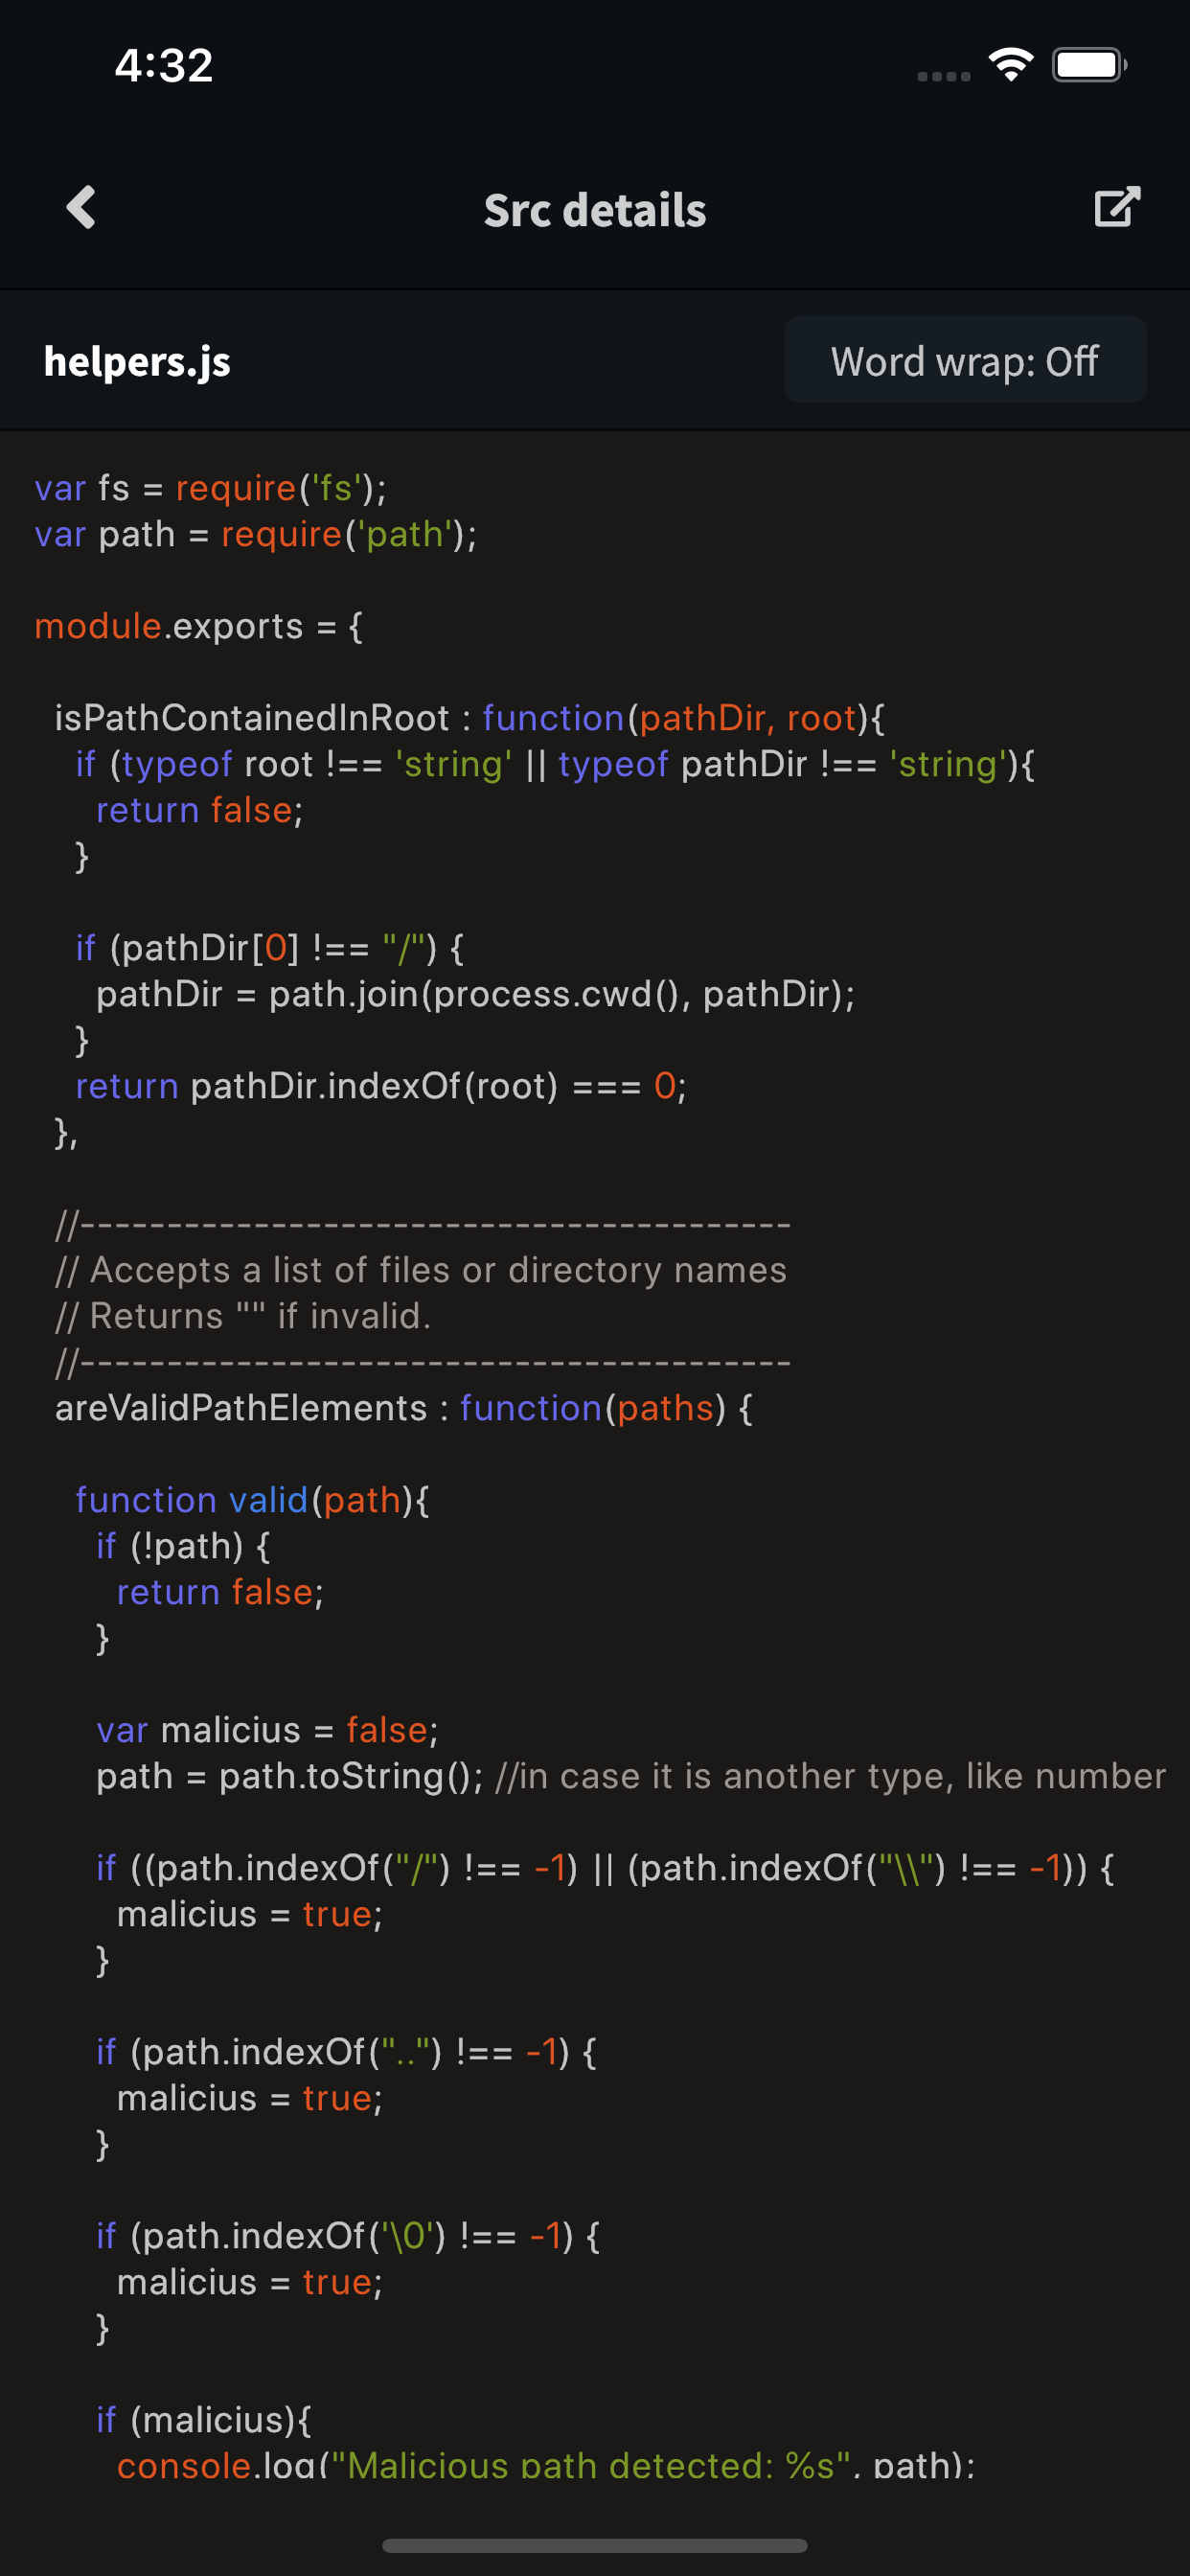 4:32
Src details
helpers.js
Word wrap: Off
var fs = require('fs');
var path = require('path');
module.exports = {
isPathContainedInRoot : function(pathDir, root){
if (typeof root !== 'string' || typeof pathDir !== 'string'){
return false;
}
if (pathDir[0] !== "/") {
pathDir = path.join(process.cwd(), pathDir);
}
return pathDir.indexOf(root) === 0;
},
//-----------------------------------------
// Accepts a list of files or directory names
// Returns "" if invalid.
//-----------------------------------------
areValidPathElements : function(paths) {
function valid(path){
if (!path) {
return false;
}
var malicius = false;
path = path.toString(); //in case it is another type, like number
if ((path.indexOf("/") !== -1) || (path.indexOf("\\") !== -1)) {
malicius = true;
}
if (path.indexOf("..") !== -1) {
malicius = true;
}
if (path.indexOf('\0') !== -1) {
malicius = true;
}
if (malicius){
console.log("Malicious path detected: %s", path);